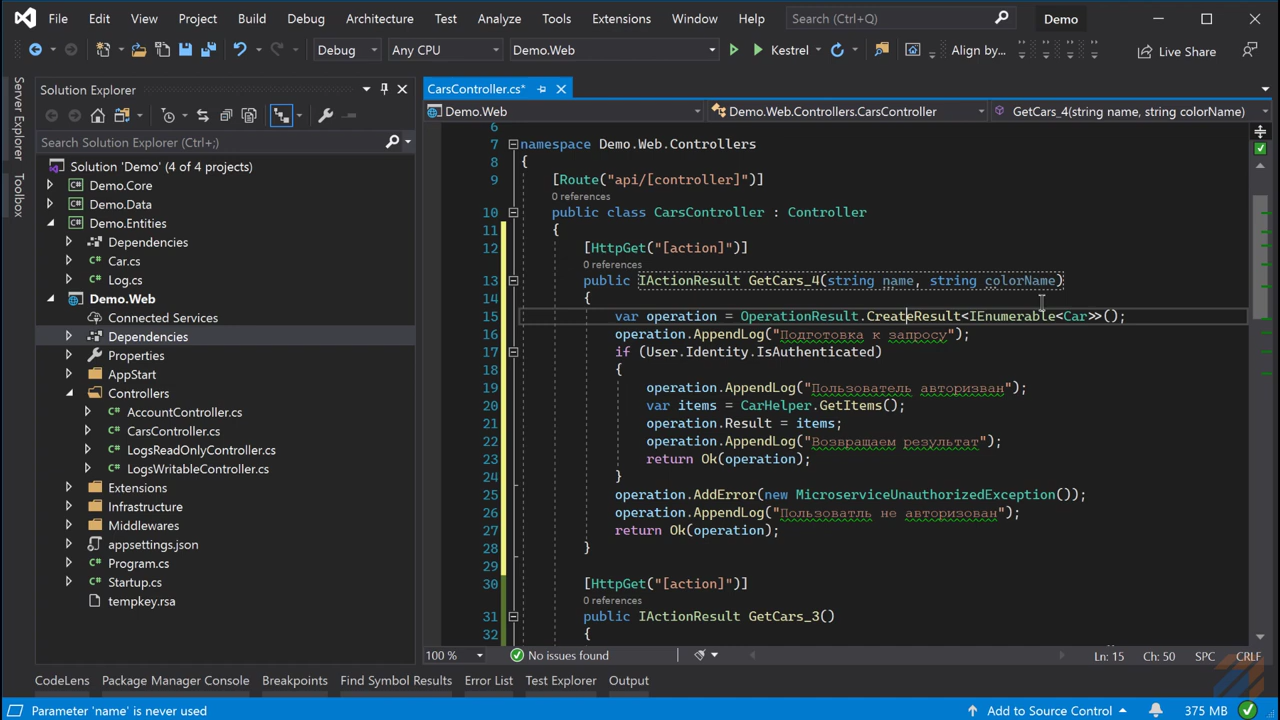 File Edit View Project Build Debug Architecture Test Analyze Tools Extensions Window Help Search (Ctrl+Q) Demo
Debug Any CPU Demo.Web Kestrel Align by... Live Share
Server Explorer
Toolbox
Solution Explorer
Search Solution Explorer (Ctrl+;)
Solution 'Demo' (4 of 4 projects)
Demo.Core
Demo.Data
Demo.Entities
Dependencies
Car.cs
Log.cs
Demo.Web
Connected Services
Dependencies
Properties
AppStart
Controllers
AccountController.cs
CarsController.cs
LogsReadOnlyController.cs
LogsWritableController.cs
Extensions
Infrastructure
Middlewares
appsettings.json
Program.cs
Startup.cs
tempkey.rsa
CarsController.cs*
Demo.Web Demo.Web.Controllers.CarsController GetCars_4(string name, string colorName)
6
7 namespace Demo.Web.Controllers
8 {
9 [Route("api/[controller]")]
0 references
10 public class CarsController : Controller
11 {
12 [HttpGet("[action]")]
0 references
13 public IActionResult GetCars_4(string name, string colorName)
14 {
15 var operation = OperationResult.CreateResult<IEnumerable<Car>>();
16 operation.AppendLog("Подготовка к запросу");
17 if (User.Identity.IsAuthenticated)
18 {
19 operation.AppendLog("Пользователь авторизван");
20 var items = CarHelper.GetItems();
21 operation.Result = items;
22 operation.AppendLog("Возвращаем результат");
23 return Ok(operation);
24 }
25 operation.AddError(new MicroserviceUnauthorizedException());
26 operation.AppendLog("Пользоватль не авторизован");
27 return Ok(operation);
28 }
29
30 [HttpGet("[action]")]
0 references
31 public IActionResult GetCars_3()
32 {
100 % No issues found Ln: 15 Ch: 50 SPC CRLF
CodeLens Package Manager Console Breakpoints Find Symbol Results Error List Test Explorer Output
Parameter 'name' is never used Add to Source Control 375 MB